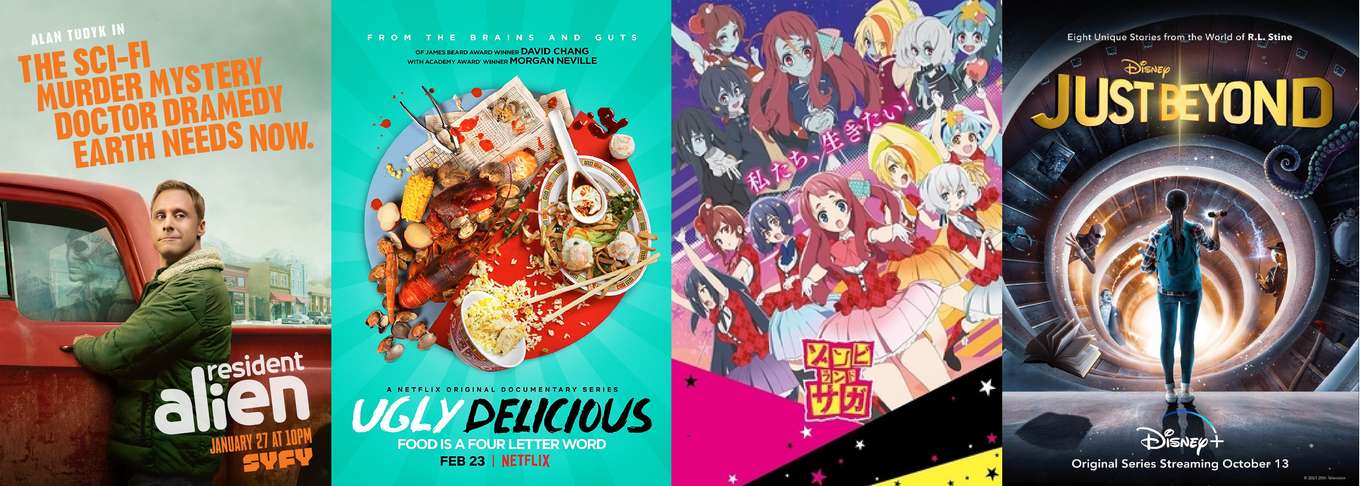 ALAN TUDYK IN
THE SCI-FI
MURDER MYSTERY
DOCTOR DRAMEDY
EARTH NEEDS NOW.
resident
alien
JANUARY 27 AT 10PM
SYFY
FROM THE BRAINS AND GUTS
OF JAMES BEARD AWARD WINNER DAVID CHANG
WITH ACADEMY AWARD® WINNER MORGAN NEVILLE
A NETFLIX ORIGINAL DOCUMENTARY SERIES
UGLY DELICIOUS
FOOD IS A FOUR LETTER WORD
FEB 23 | NETFLIX
私たち、生きたい!
ゾンビ
ランド
サガ
Eight Unique Stories from the World of R.L. Stine
Disney
JUST BEYOND
Disney+
Original Series Streaming October 13
© 2021 20th Television